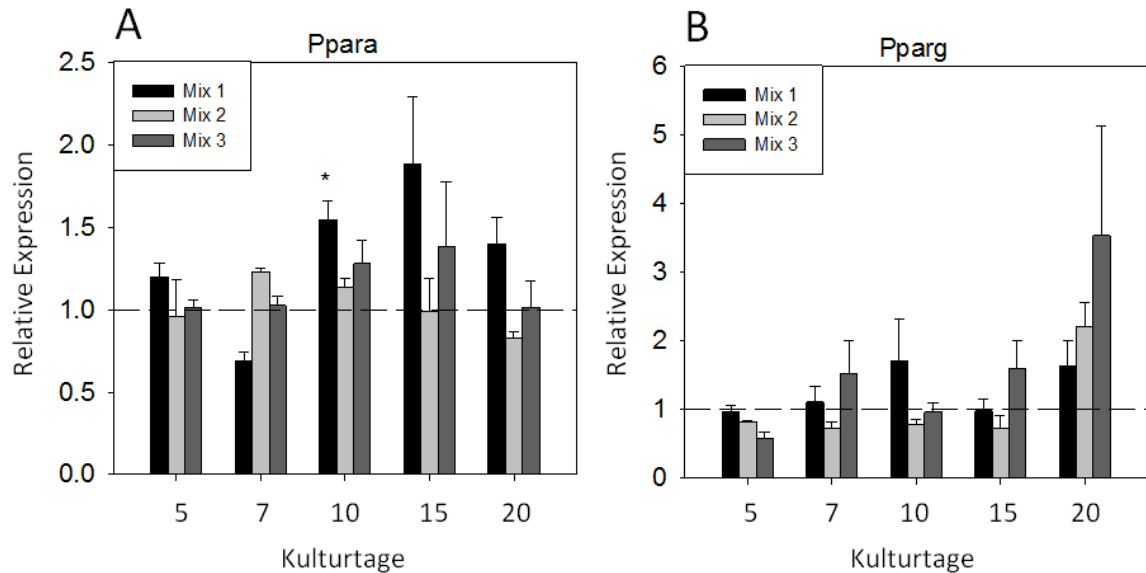 A
Ppara
2.5
2.0
1.5
1.0
0.5
0.0
Relative Expression
Mix 1
Mix 2
Mix 3
*
5 7 10 15 20
Kulturtage
B
Pparg
6
5
4
3
2
1
0
Relative Expression
Mix 1
Mix 2
Mix 3
5 7 10 15 20
Kulturtage